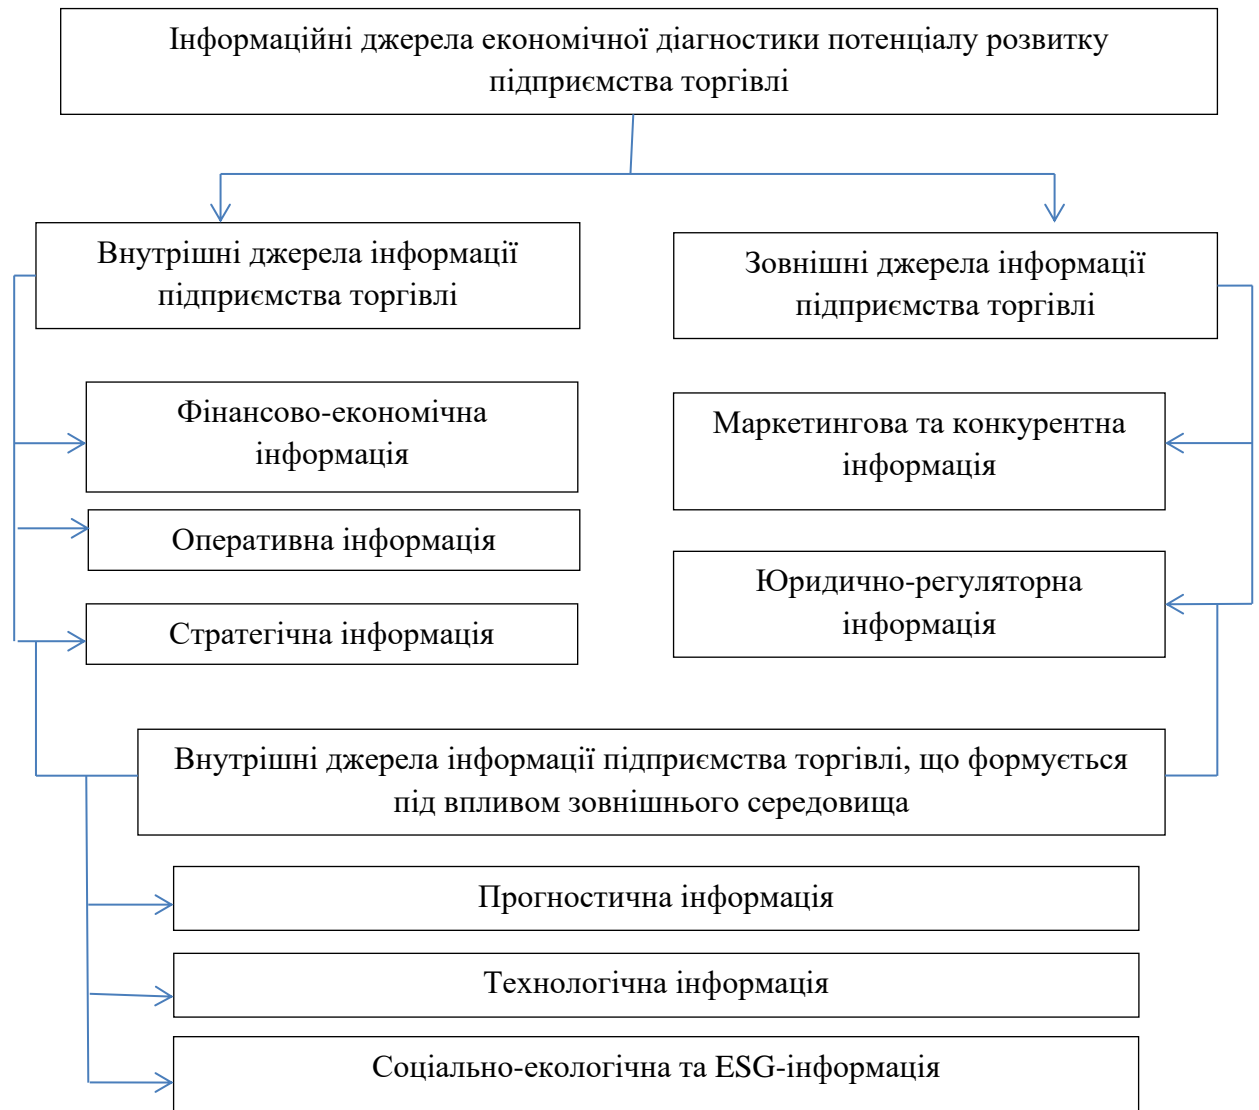 Інформаційні джерела економічної діагностики потенціалу розвитку
підприємства торгівлі
Внутрішні джерела інформації
підприємства торгівлі
Зовнішні джерела інформації
підприємства торгівлі
Фінансово-економічна
інформація
Оперативна інформація
Стратегічна інформація
Маркетингова та конкурентна
інформація
Юридично-регуляторна
інформація
Внутрішні джерела інформації підприємства торгівлі, що формується
під впливом зовнішнього середовища
Прогностична інформація
Технологічна інформація
Соціально-екологічна та ESG-інформація